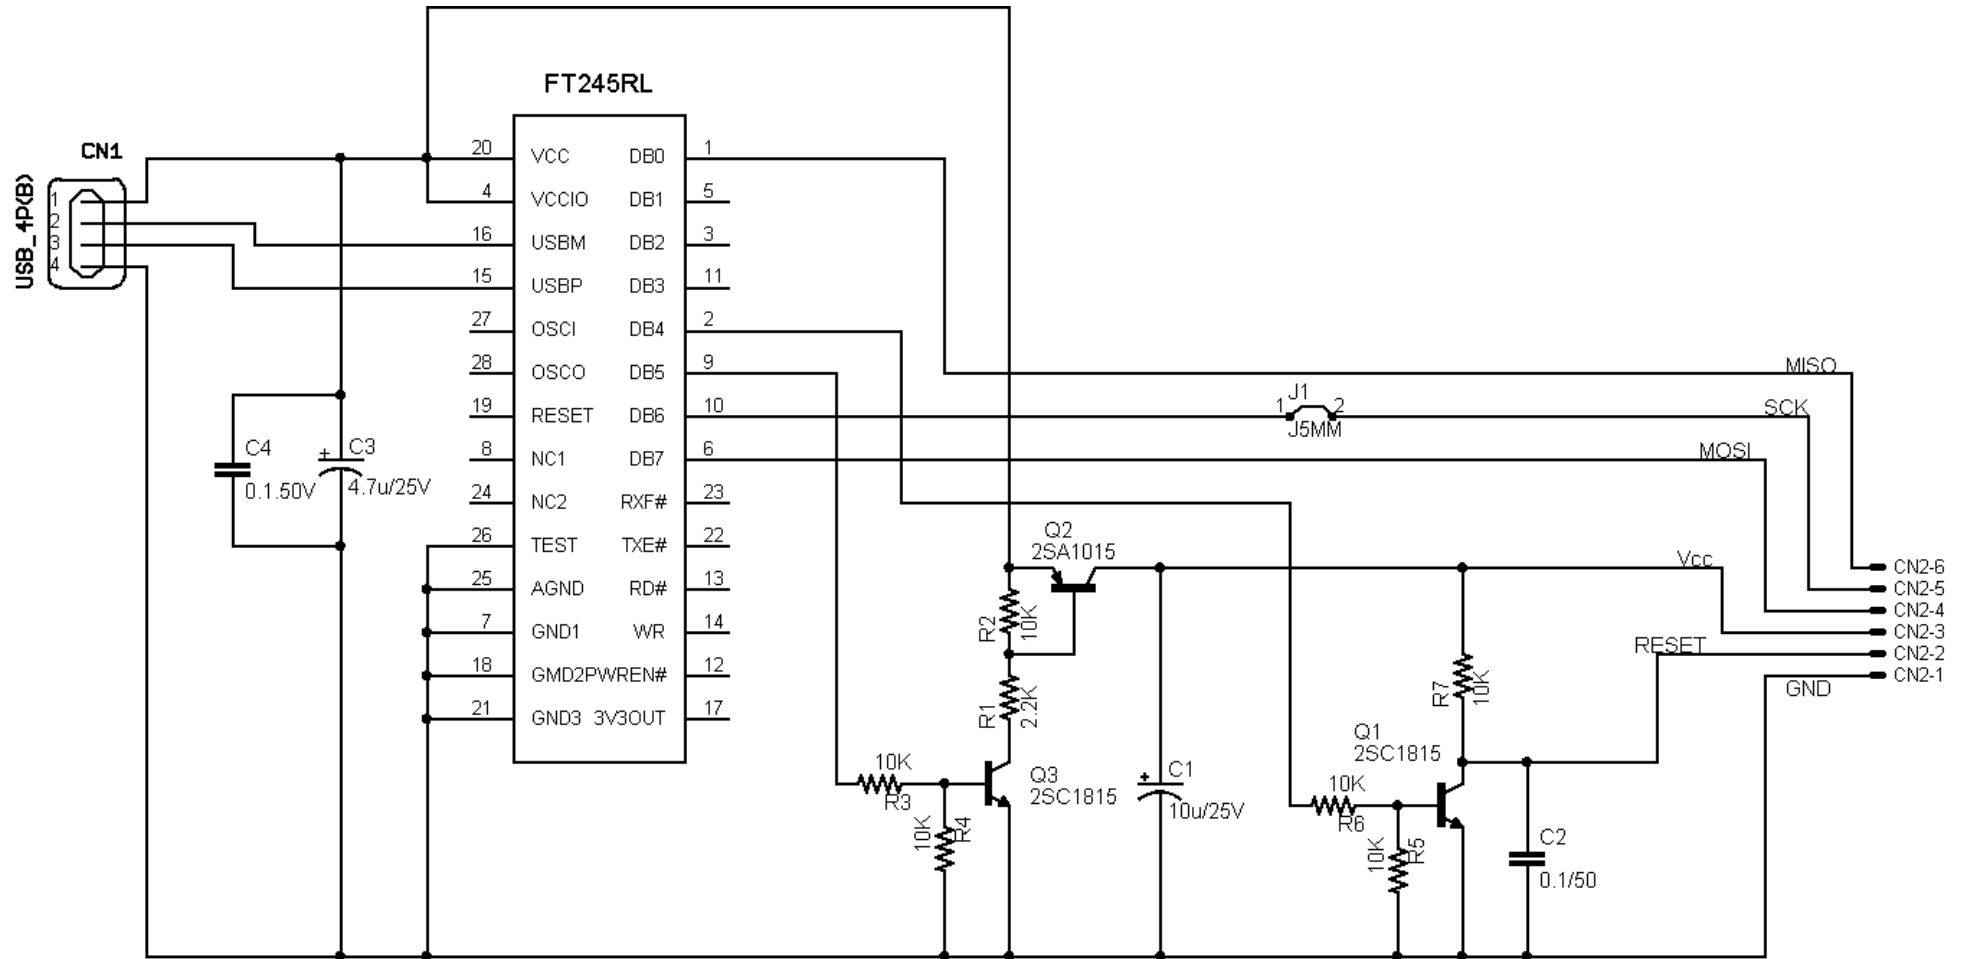 FT245RL
CN1
USB_4P(B)
1
2
3
4
20 VCC DB0 1
4 VCCIO DB1 5
16 USBM DB2 3
15 USBP DB3 11
27 OSCI DB4 2
28 OSCO DB5 9
19 RESET DB6 10
8 NC1 DB7 6
24 NC2 RXF# 23
26 TEST TXE# 22
25 AGND RD# 13
7 GND1 WR 14
18 GMD2PWREN# 12
21 GND3 3V3OUT 17
C4
0.1.50V
+ C3
4.7u/25V
MISO
J1
1 2
J5MM
SCK
MOSI
Q2
2SA1015
Vcc
R2 10K
R1 2.2K
RESET
GND
CN2-6
CN2-5
CN2-4
CN2-3
CN2-2
CN2-1
R7 10K
Q1
2SC1815
10K
R3
10K R4
Q3
2SC1815
+ C1
10u/25V
10K
R6
10K R5
C2
0.1/50